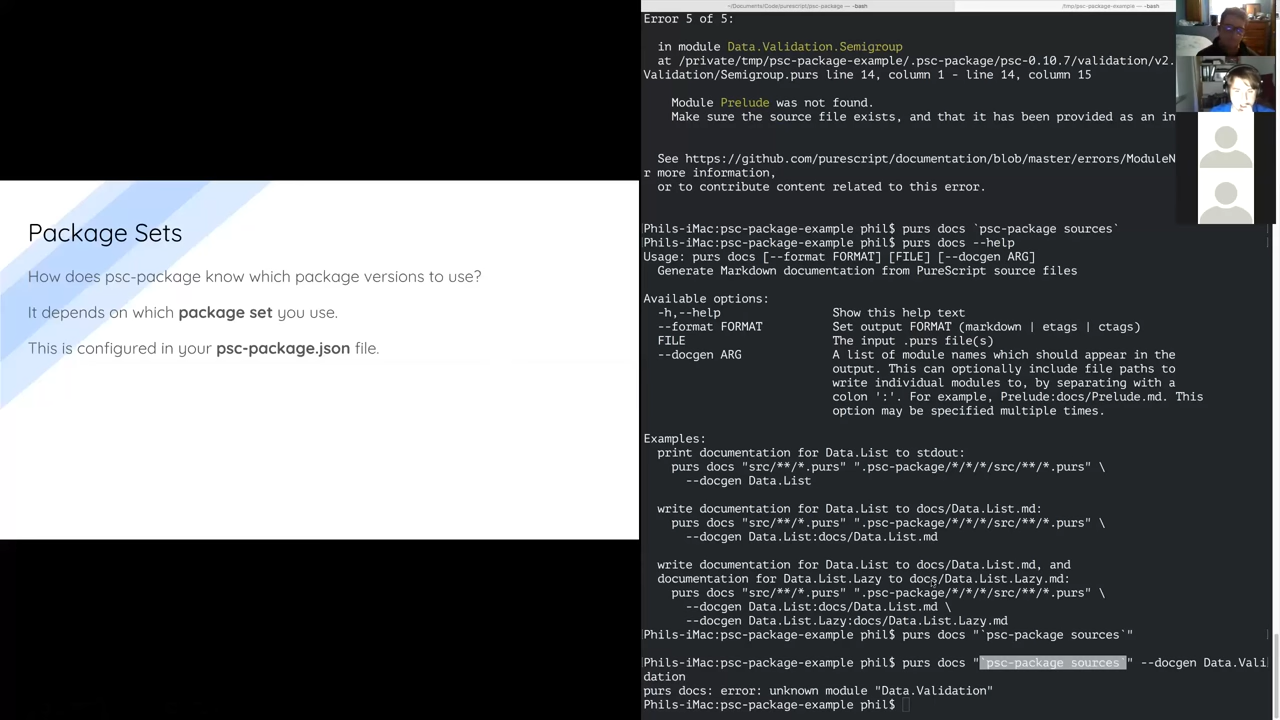 Package Sets
How does psc-package know which package versions to use?
It depends on which package set you use.
This is configured in your psc-package.json file.
~/Documents/Code/purescript/psc-package — -bash
/tmp/psc-package-example — -bash
Error 5 of 5:
in module Data.Validation.Semigroup
at /private/tmp/psc-package-example/.psc-package/psc-0.10.7/validation/v2.
Validation/Semigroup.purs line 14, column 1 - line 14, column 15
Module Prelude was not found.
Make sure the source file exists, and that it has been provided as an in
See https://github.com/purescript/documentation/blob/master/errors/ModuleN
r more information,
or to contribute content related to this error.
Phils-iMac:psc-package-example phil$ purs docs `psc-package sources`
Phils-iMac:psc-package-example phil$ purs docs --help
Usage: purs docs [--format FORMAT] [FILE] [--docgen ARG]
Generate Markdown documentation from PureScript source files
Available options:
-h,--help Show this help text
--format FORMAT Set output FORMAT (markdown | etags | ctags)
FILE The input .purs file(s)
--docgen ARG A list of module names which should appear in the
output. This can optionally include file paths to
write individual modules to, by separating with a
colon ':'. For example, Prelude:docs/Prelude.md. This
option may be specified multiple times.
Examples:
print documentation for Data.List to stdout:
purs docs "src/**/*.purs" ".psc-package/*/*/*/src/**/*.purs" \
--docgen Data.List
write documentation for Data.List to docs/Data.List.md:
purs docs "src/**/*.purs" ".psc-package/*/*/*/src/**/*.purs" \
--docgen Data.List:docs/Data.List.md
write documentation for Data.List to docs/Data.List.md, and
documentation for Data.List.Lazy to docs/Data.List.Lazy.md:
purs docs "src/**/*.purs" ".psc-package/*/*/*/src/**/*.purs" \
--docgen Data.List:docs/Data.List.md \
--docgen Data.List.Lazy:docs/Data.List.Lazy.md
Phils-iMac:psc-package-example phil$ purs docs "`psc-package sources`"
Phils-iMac:psc-package-example phil$ purs docs "`psc-package sources`" --docgen Data.Vali
dation
purs docs: error: unknown module "Data.Validation"
Phils-iMac:psc-package-example phil$